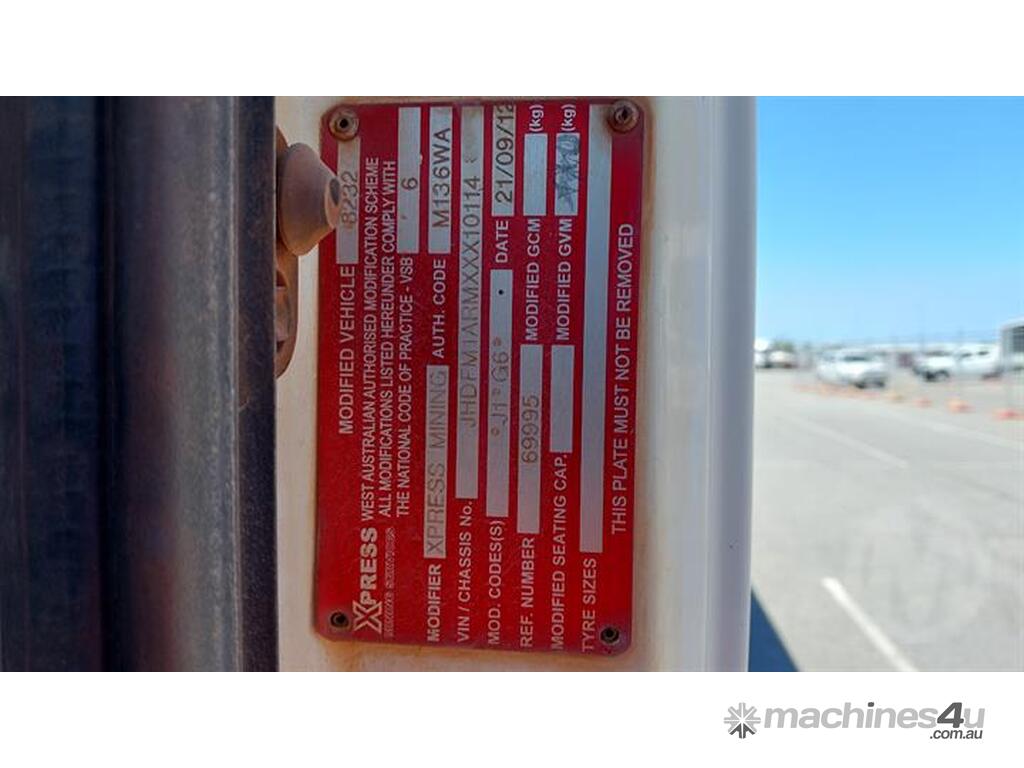 XPRESS
MINING SERVICES
MODIFIED VEHICLE 8232
WEST AUSTRALIAN AUTHORISED MODIFICATION SCHEME
ALL MODIFICATIONS LISTED HEREUNDER COMPLY WITH
THE NATIONAL CODE OF PRACTICE - VSB 6
MODIFIER XPRESS MINING AUTH. CODE M136WA
VIN / CHASSIS No. JHDFM1ARMXXX10114
MOD. CODES(S) *J1*G6* DATE 21/09/12
REF. NUMBER 69995 MODIFIED GCM (kg)
MODIFIED SEATING CAP. MODIFIED GVM (kg)
TYRE SIZES
THIS PLATE MUST NOT BE REMOVED
machines4u
.com.au